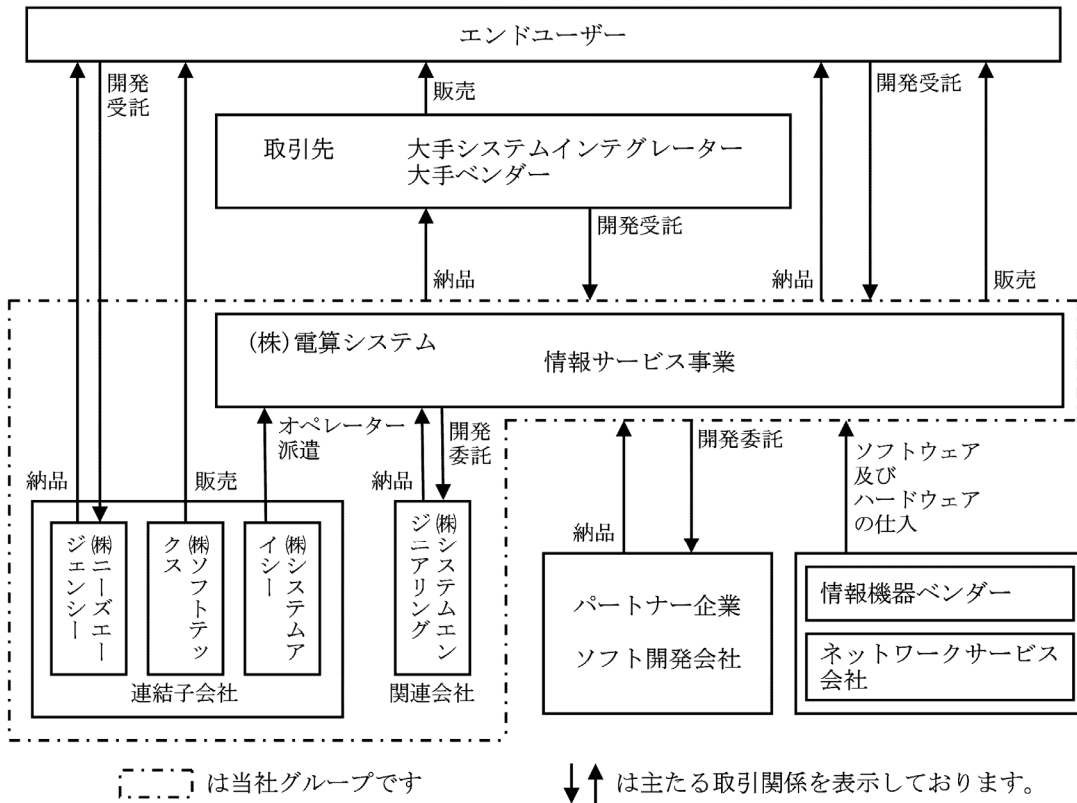 エンドユーザー
開発
受託
販売
開発受託
取引先 大手システムインテグレーター
大手ベンダー
開発受託
納品
納品
販売
(株)電算システム
情報サービス事業
オペレーター
派遣
開発
委託
開発委託
ソフトウェア
及び
ハードウェア
の仕入
納品
販売
納品
納品
㈱ニーズエー
ジェンシー
㈱ソフトテッ
クス
㈱システムア
イシー
連結子会社
㈱システムエン
ジニアリング
関連会社
パートナー企業
ソフト開発会社
情報機器ベンダー
ネットワークサービス
会社
は当社グループです
は主たる取引関係を表示しております。